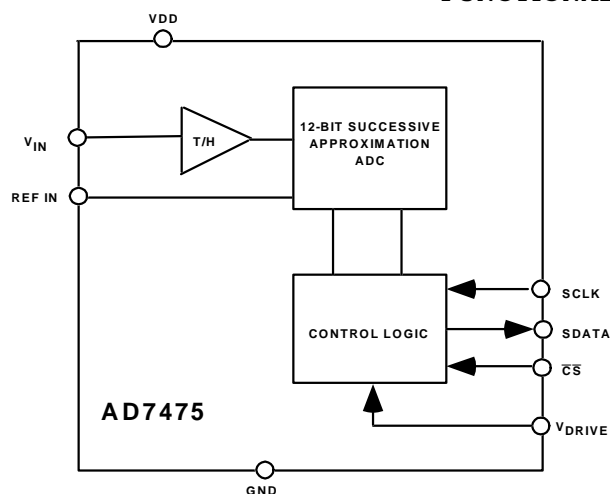 VDD
VIN
T/H
12-BIT SUCCESSIVE
APPROXIMATION
ADC
REF IN
SCLK
CONTROL LOGIC
SDATA
CS
AD7475
VDRIVE
GND